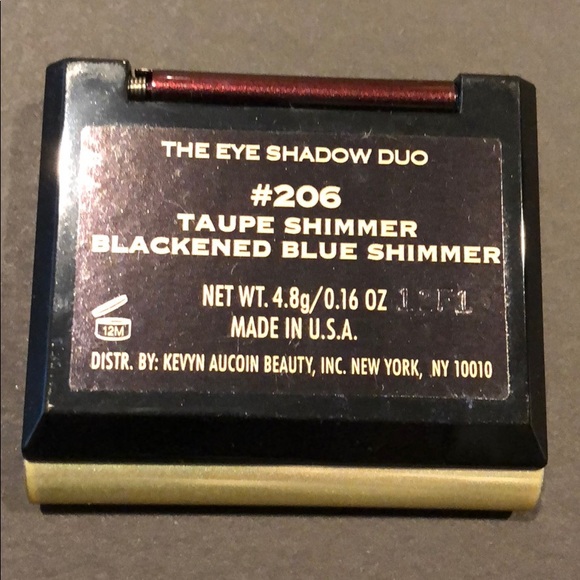 THE EYE SHADOW DUO
#206
TAUPE SHIMMER
BLACKENED BLUE SHIMMER
NET WT. 4.8g/0.16 OZ
MADE IN U.S.A.
12M
DISTR. BY: KEVYN AUCOIN BEAUTY, INC. NEW YORK, NY 10010